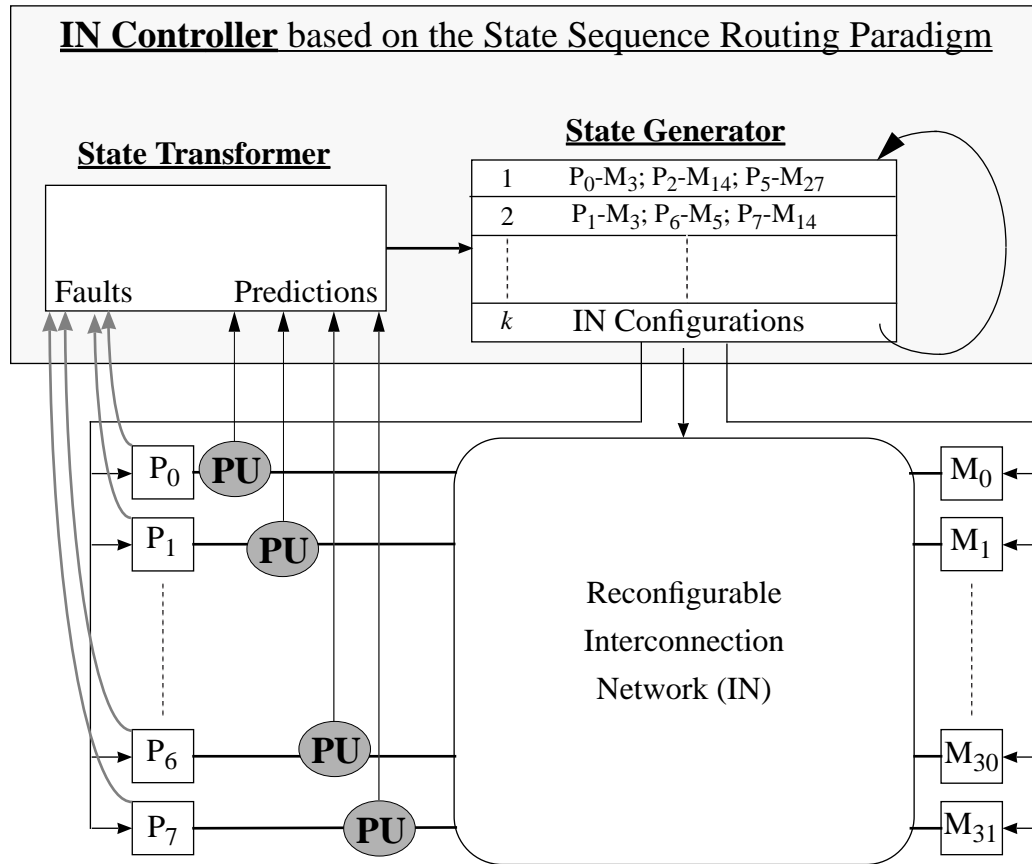 IN Controller based on the State Sequence Routing Paradigm
State Generator
State Transformer
1 P0-M3; P2-M14; P5-M27
2 P1-M3; P6-M5; P7-M14
Faults Predictions
k IN Configurations
P0 PU M0
P1 PU M1
Reconfigurable
Interconnection
Network (IN)
P6 PU M30
P7 PU M31